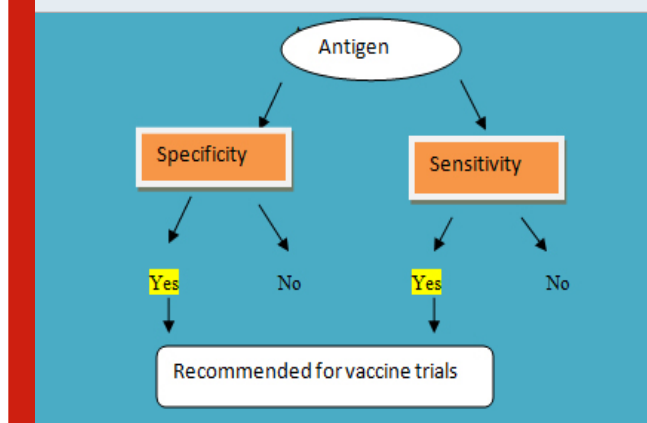 Antigen
Specificity
Sensitivity
Yes
No
Yes
No
Recommended for vaccine trials